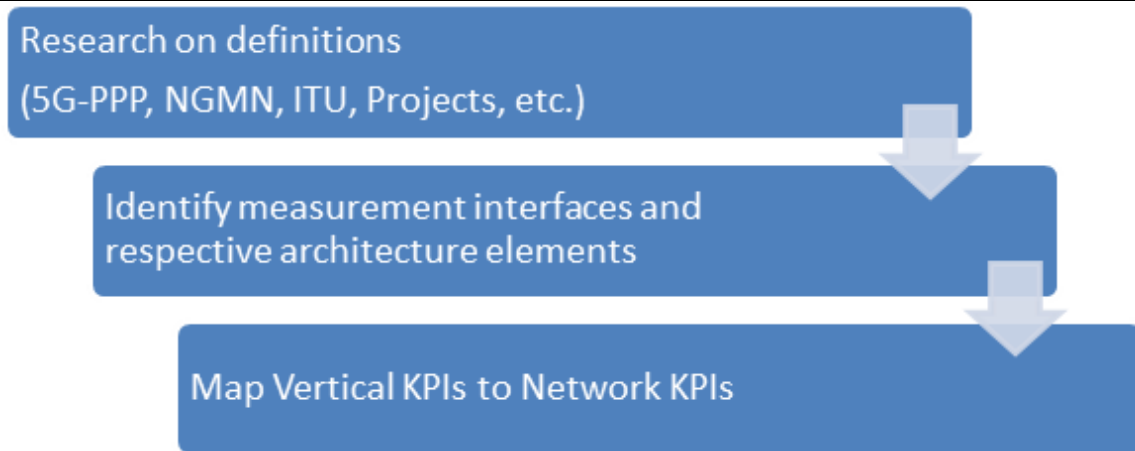 Research on definitions
(5G-PPP, NGMN, ITU, Projects, etc.)
Identify measurement interfaces and
respective architecture elements
Map Vertical KPIs to Network KPIs